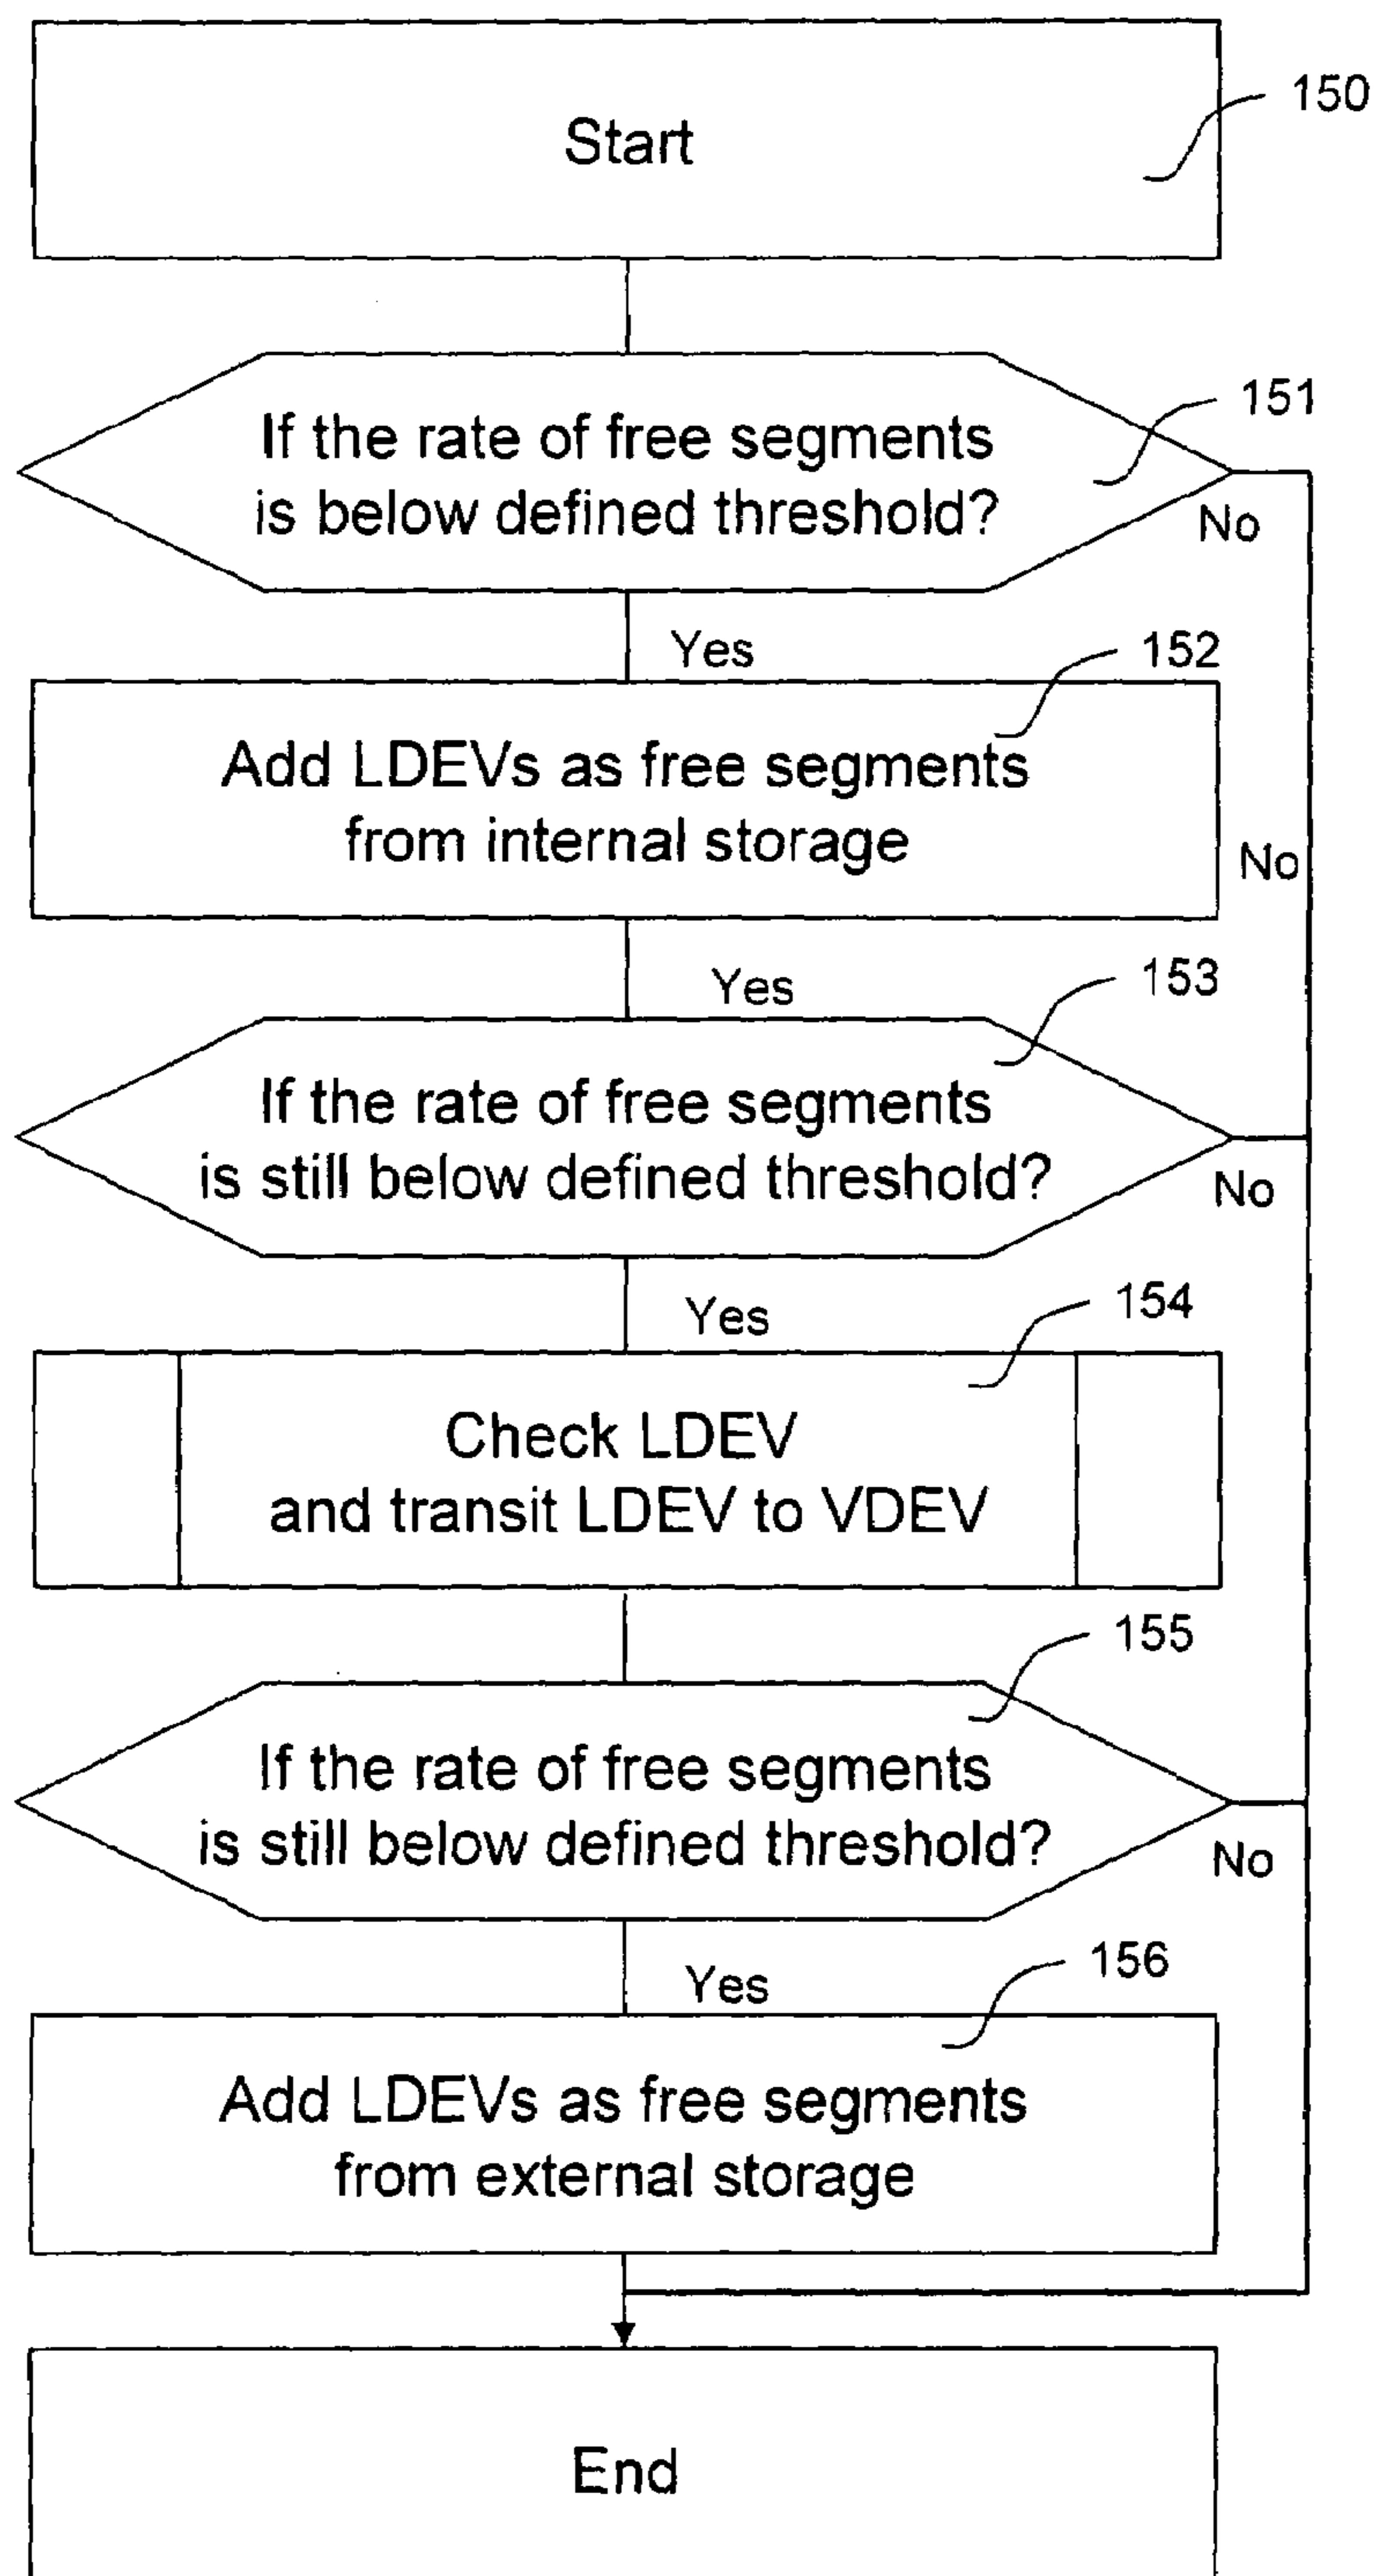 Start
150
If the rate of free segments
is below defined threshold?
151
No
Yes
152
Add LDEVs as free segments
from internal storage
No
Yes
153
If the rate of free segments
is still below defined threshold?
No
Yes
154
Check LDEV
and transit LDEV to VDEV
155
If the rate of free segments
is still below defined threshold?
No
Yes
156
Add LDEVs as free segments
from external storage
End